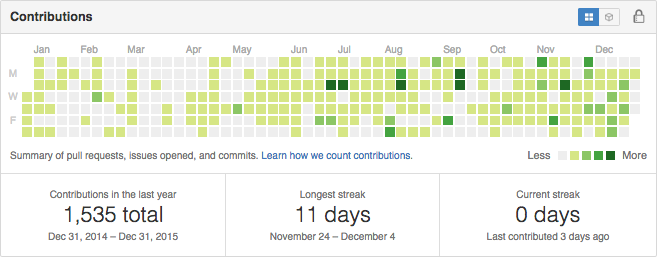 Contributions
Jan Feb Mar Apr May Jun Jul Aug Sep Oct Nov Dec
M
W
F
Summary of pull requests, issues opened, and commits. Learn how we count contributions.
Less More
Contributions in the last year
1,535 total
Dec 31, 2014 – Dec 31, 2015
Longest streak
11 days
November 24 – December 4
Current streak
0 days
Last contributed 3 days ago